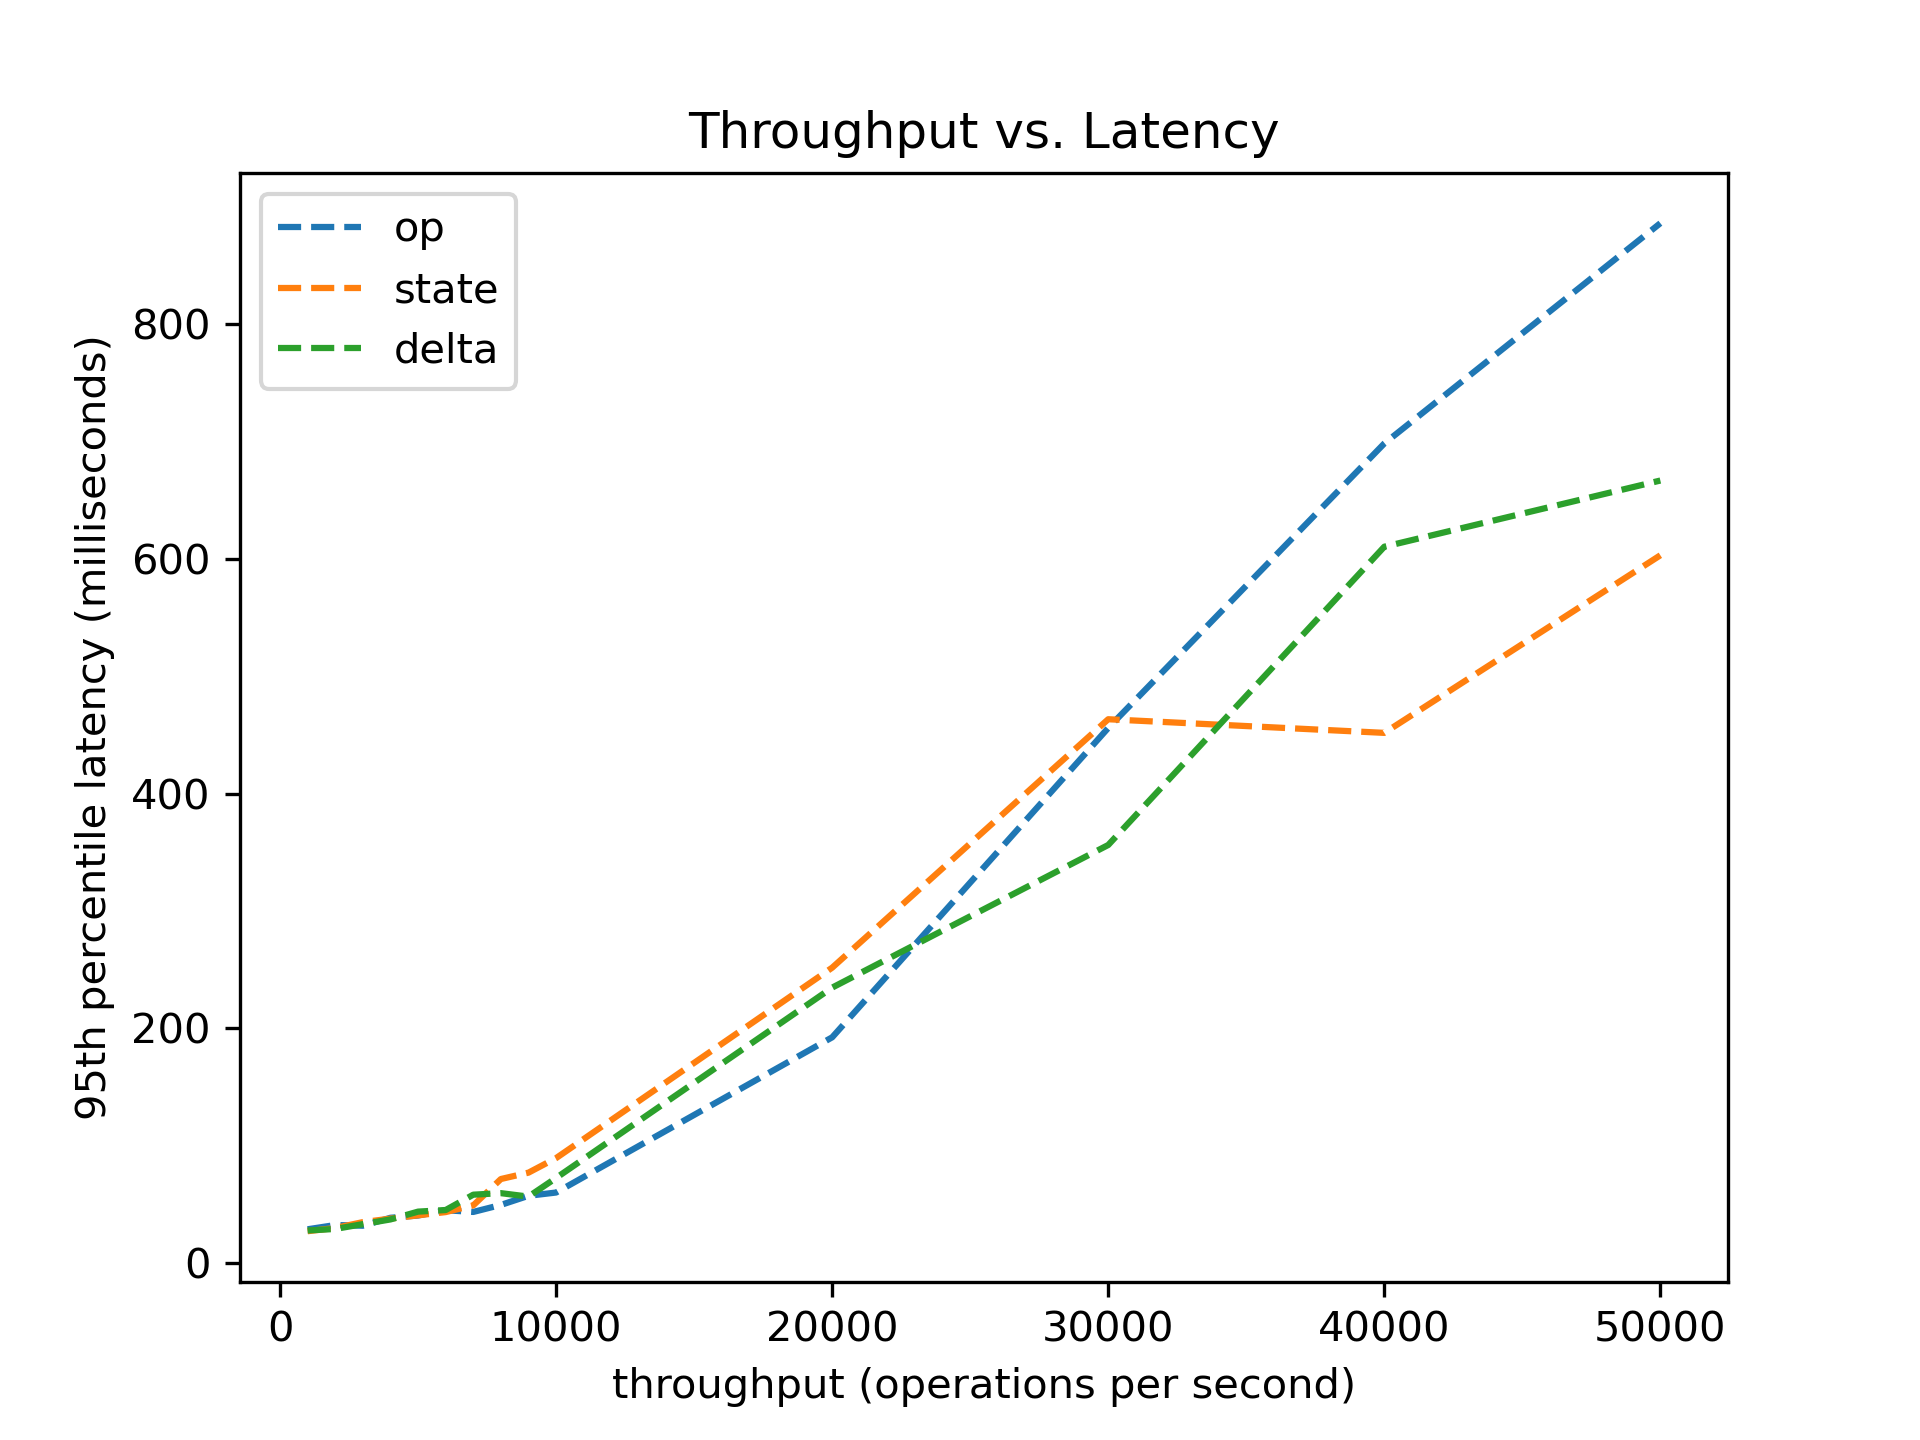 Throughput vs. Latency
op
state
delta
95th percentile latency (milliseconds)
800
600
400
200
0
0 10000 20000 30000 40000 50000
throughput (operations per second)